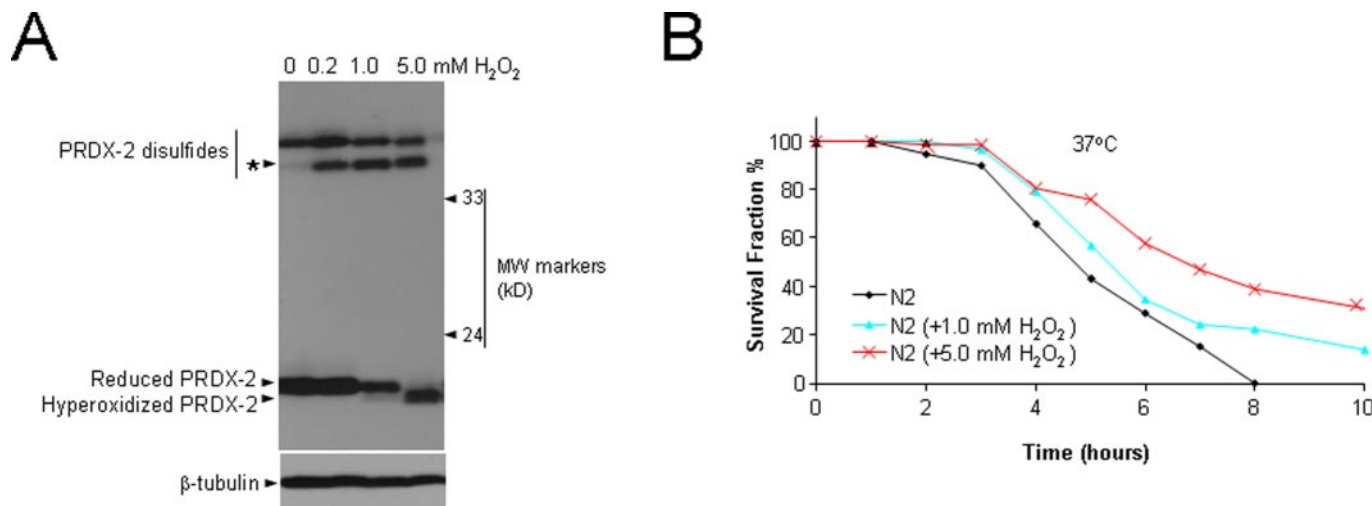 A
0 0.2 1.0 5.0 mM H₂O₂
PRDX-2 disulfides
*
33
MW markers
(kD)
24
Reduced PRDX-2
Hyperoxidized PRDX-2
β-tubulin
B
37ºC
Survival Fraction %
100
80
60
40
20
0
N2
N2 (+1.0 mM H₂O₂)
N2 (+5.0 mM H₂O₂)
0 2 4 6 8 10
Time (hours)